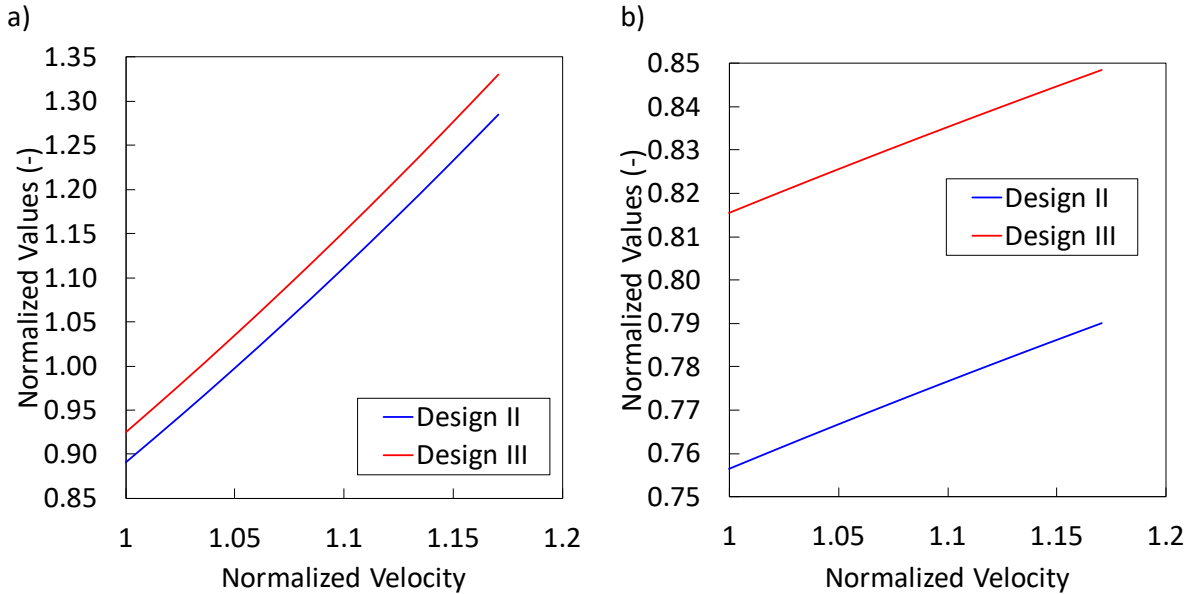 a)
1.35
1.30
1.25
1.20
1.15
1.10
1.05
1.00
0.95
0.90
0.85
Normalized Values (-)
Design II
Design III
1 1.05 1.1 1.15 1.2
Normalized Velocity
b)
0.85
0.84
0.83
0.82
0.81
0.80
0.79
0.78
0.77
0.76
0.75
Normalized Values (-)
Design II
Design III
1 1.05 1.1 1.15 1.2
Normalized Velocity